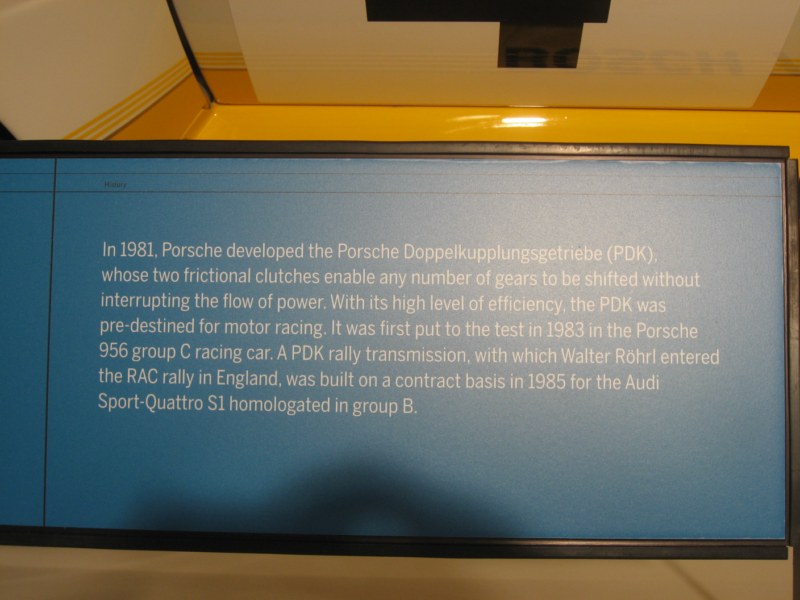 History
In 1981, Porsche developed the Porsche Doppelkupplungsgetriebe (PDK),
whose two frictional clutches enable any number of gears to be shifted without
interrupting the flow of power. With its high level of efficiency, the PDK was
pre-destined for motor racing. It was first put to the test in 1983 in the Porsche
956 group C racing car. A PDK rally transmission, with which Walter Röhrl entered
the RAC rally in England, was built on a contract basis in 1985 for the Audi
Sport-Quattro S1 homologated in group B.